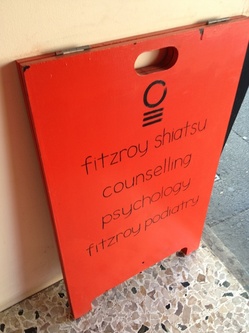 fitzroy shiatsu
counselling
psychology
fitzroy podiatry